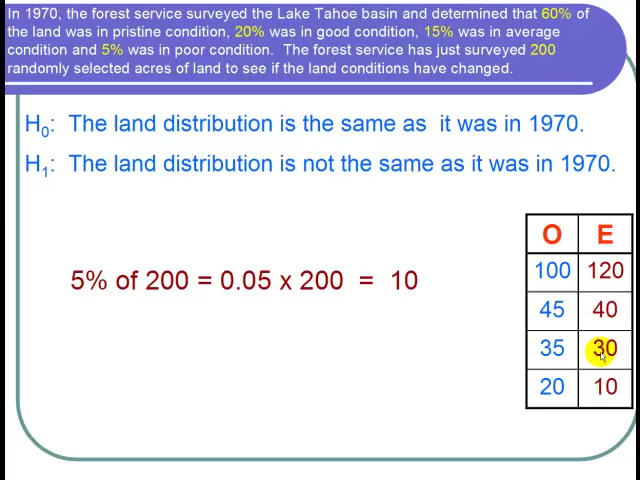 In 1970, the forest service surveyed the Lake Tahoe basin and determined that 60% of
the land was in pristine condition, 20% was in good condition, 15% was in average
condition and 5% was in poor condition. The forest service has just surveyed 200
randomly selected acres of land to see if the land conditions have changed.
H₀: The land distribution is the same as it was in 1970.
H₁: The land distribution is not the same as it was in 1970.
5% of 200 = 0.05 x 200 = 10
O E
100 120
45 40
35 30
20 10